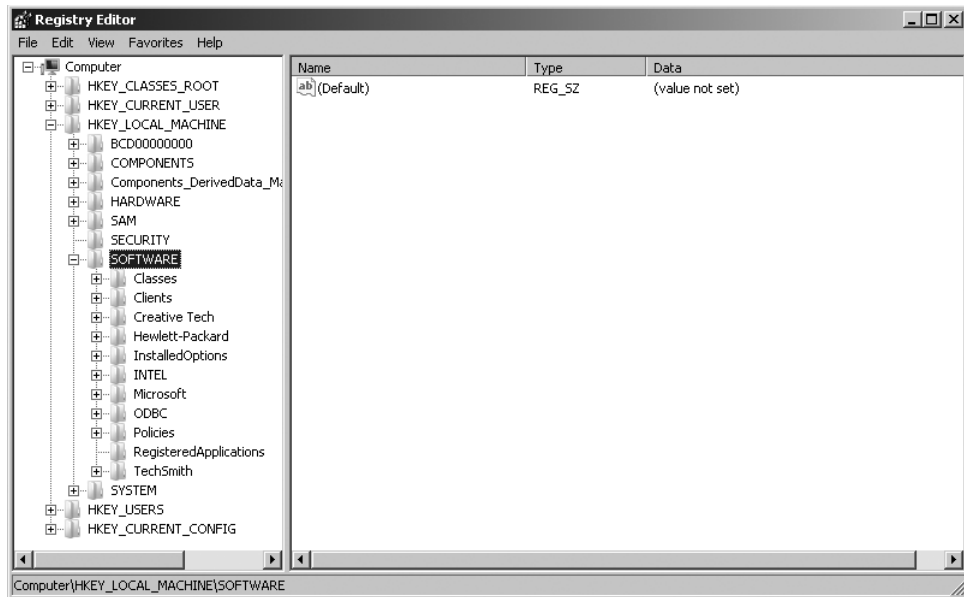 Registry Editor
File Edit View Favorites Help
Computer
HKEY_CLASSES_ROOT
HKEY_CURRENT_USER
HKEY_LOCAL_MACHINE
BCD00000000
COMPONENTS
Components_DerivedData_Ma
HARDWARE
SAM
SECURITY
SOFTWARE
Classes
Clients
Creative Tech
Hewlett-Packard
InstalledOptions
INTEL
Microsoft
ODBC
Policies
RegisteredApplications
TechSmith
SYSTEM
HKEY_USERS
HKEY_CURRENT_CONFIG
Name Type Data
ab (Default) REG_SZ (value not set)
Computer\HKEY_LOCAL_MACHINE\SOFTWARE